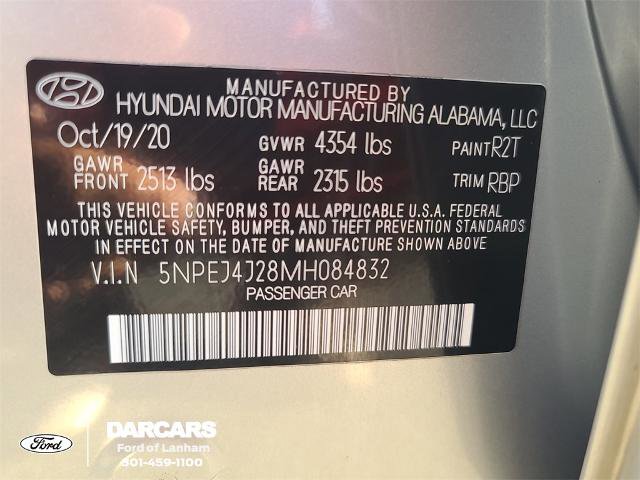 MANUFACTURED BY
HYUNDAI MOTOR MANUFACTURING ALABAMA, LLC
Oct/19/20 GVWR 4354 lbs PAINT R2T
GAWR FRONT 2513 lbs GAWR REAR 2315 lbs TRIM RBP
THIS VEHICLE CONFORMS TO ALL APPLICABLE U.S.A. FEDERAL
MOTOR VEHICLE SAFETY, BUMPER, AND THEFT PREVENTION STANDARDS
IN EFFECT ON THE DATE OF MANUFACTURE SHOWN ABOVE
V.I.N 5NPEJ4J28MH084832
PASSENGER CAR
Ford
DARCARS
Ford of Lanham
301-459-1100